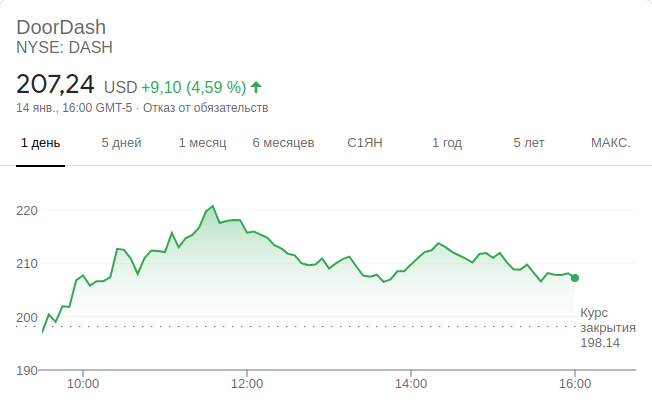 DoorDash
NYSE: DASH
207,24 USD +9,10 (4,59 %)
14 янв., 16:00 GMT-5 · Отказ от обязательств
1 день 5 дней 1 месяц 6 месяцев С1ЯН 1 год 5 лет МАКС.
220
210
200
190
Курс
закрытия
198,14
10:00 12:00 14:00 16:00